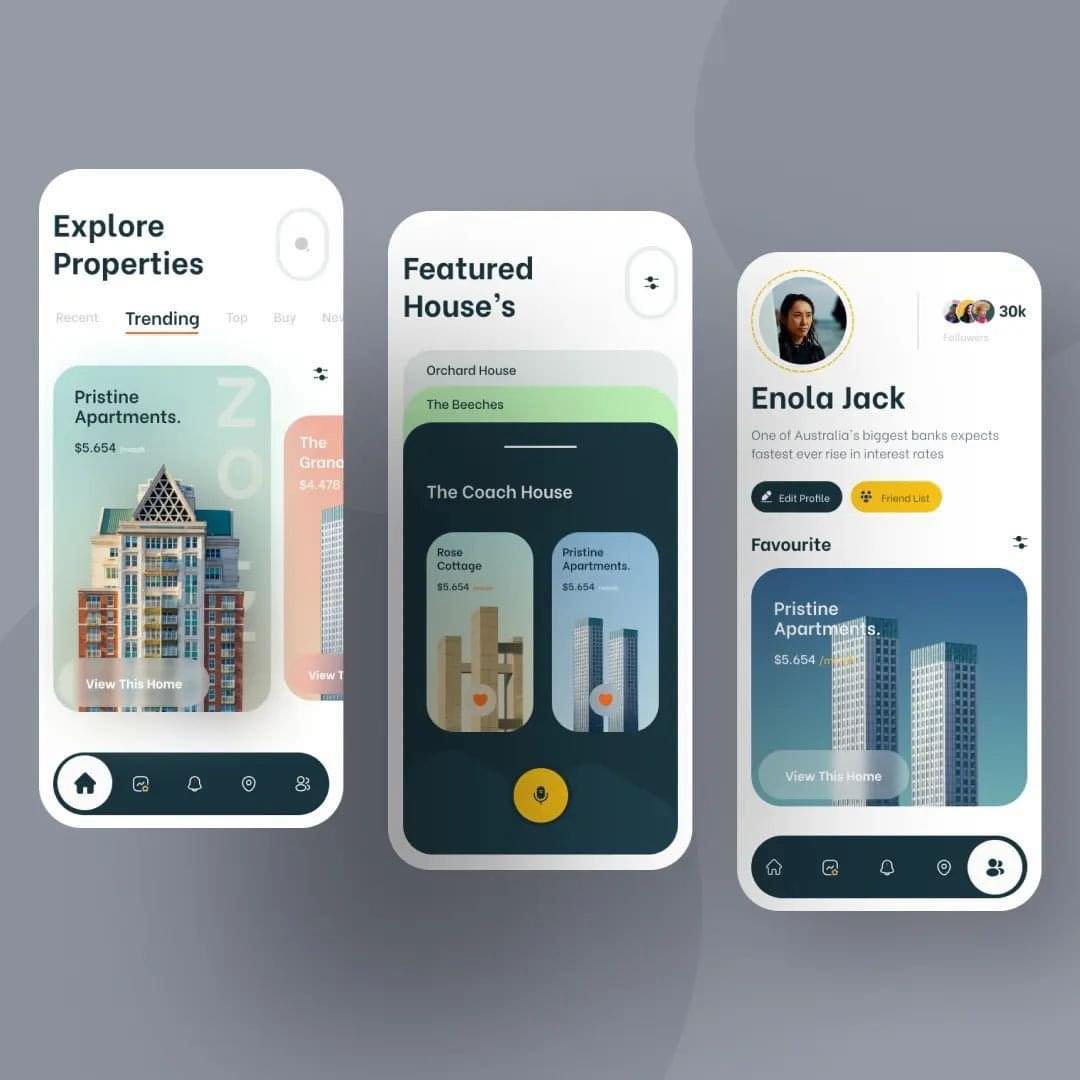 Explore
Properties
Recent
Trending
Top
Buy
New
Pristine
Apartments.
$5.654 /month
ZO
The
Grand
$4.478
View This Home
View T
Featured
House's
Orchard House
The Beeches
The Coach House
Rose
Cottage
$5.654 /month
Pristine
Apartments.
$5.654 /month
30k
Followers
Enola Jack
One of Australia's biggest banks expects
fastest ever rise in interest rates
Edit Profile
Friend List
Favourite
Pristine
Apartments.
$5.654 /month
View This Home